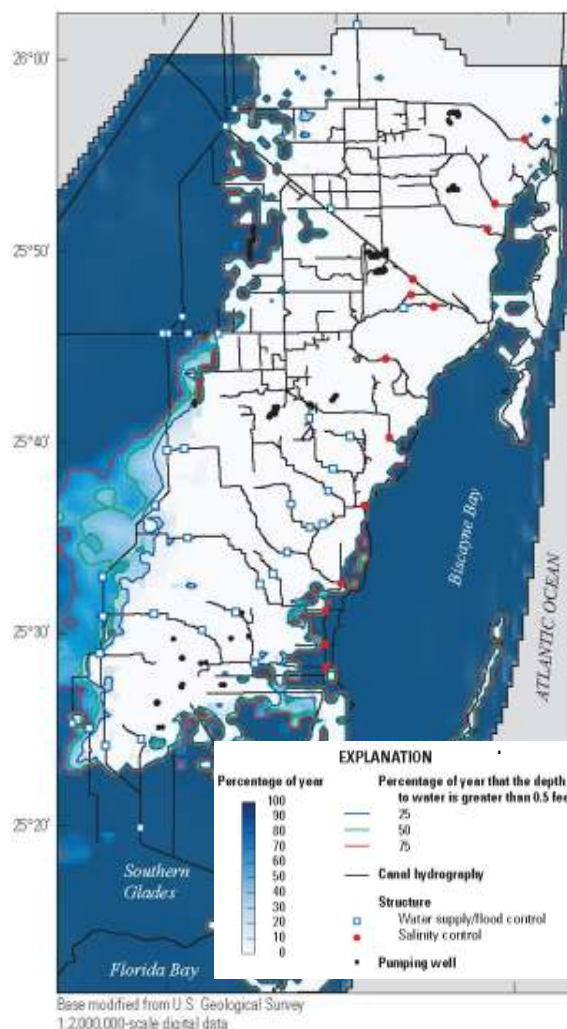 26°00'
25°50'
25°40'
25°30'
25°20'
Biscayne Bay
ATLANTIC OCEAN
Southern
Glades
Florida Bay
EXPLANATION
Percentage of year
100
90
80
70
60
50
40
30
20
10
0
Percentage of year that the depth
to water is greater than 0.5 fee
25
50
75
Canal hydrography
Structure
Water supply/flood control
Salinity control
Pumping well
Base modified from U.S. Geological Survey
1:2,000,000-scale digital data